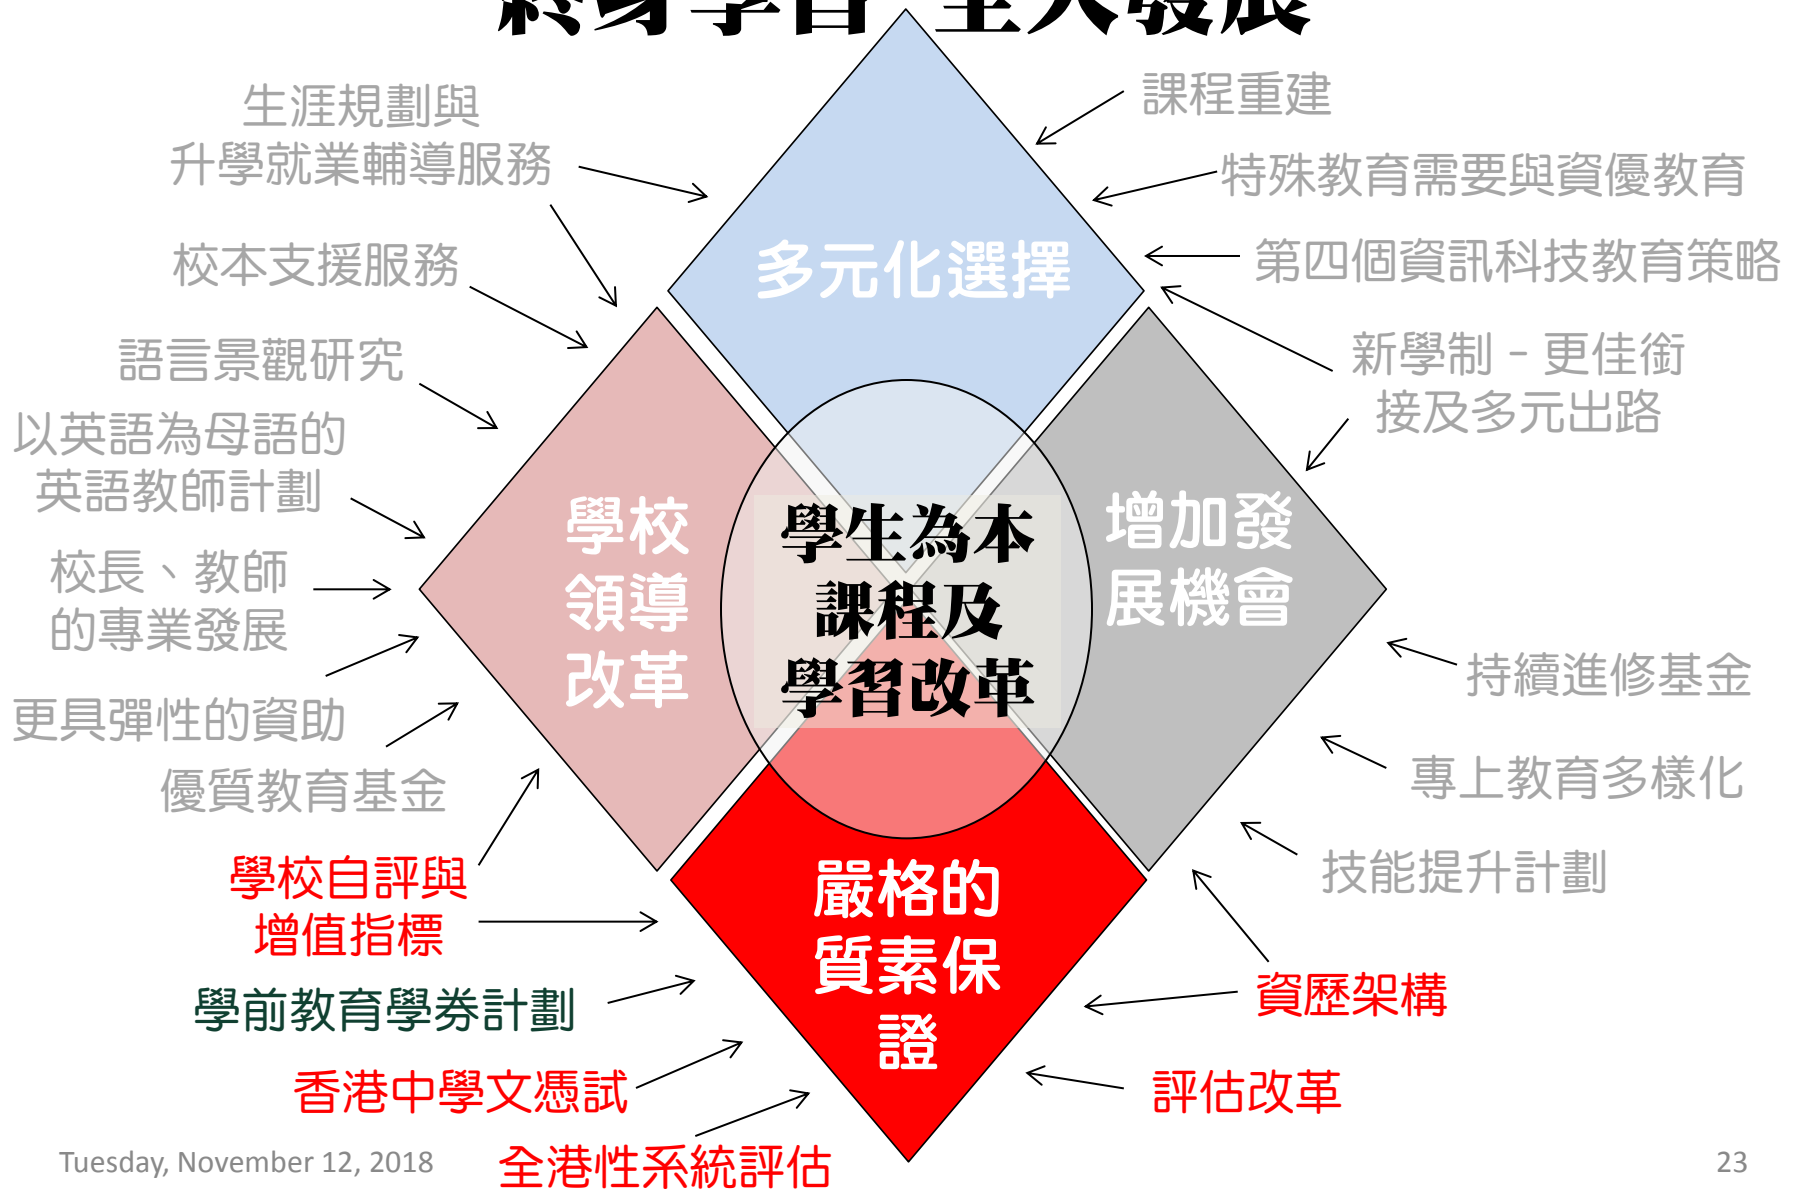 終身學習 全人發展
生涯規劃與
升學就業輔導服務
校本支援服務
語言景觀研究
以英語為母語的
英語教師計劃
校長、教師
的專業發展
更具彈性的資助
優質教育基金
學校自評與
增值指標
學前教育學券計劃
香港中學文憑試
全港性系統評估
多元化選擇
學校
領導
改革
學生為本
課程及
學習改革
增加發
展機會
嚴格的
質素保
證
課程重建
特殊教育需要與資優教育
第四個資訊科技教育策略
新學制 - 更佳銜
接及多元出路
持續進修基金
專上教育多樣化
技能提升計劃
資歷架構
評估改革
Tuesday, November 12, 2018
23